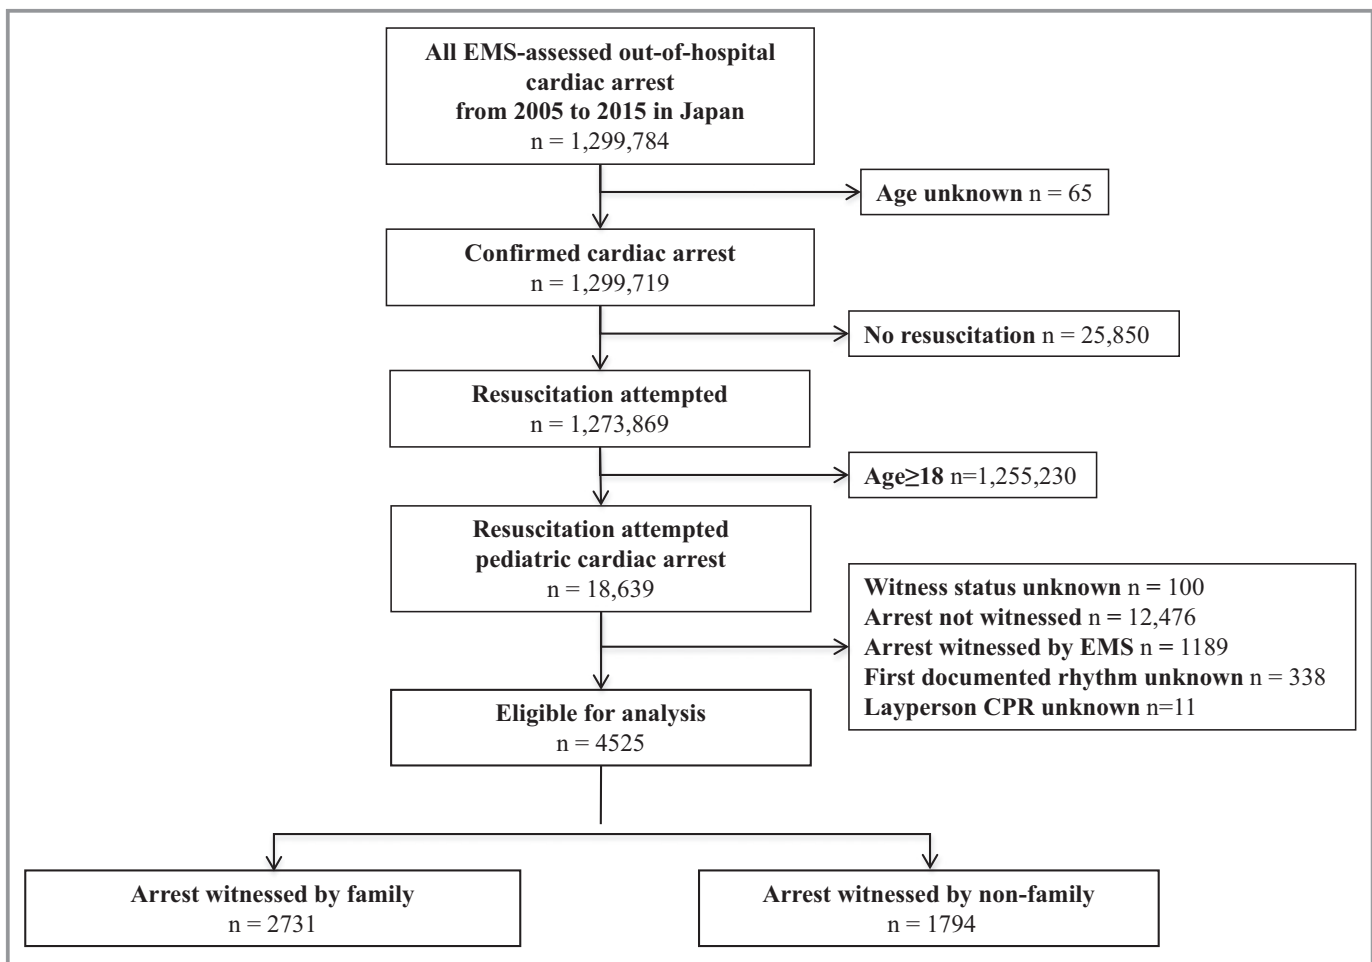 All EMS-assessed out-of-hospital
cardiac arrest
from 2005 to 2015 in Japan
n = 1,299,784
Age unknown n = 65
Confirmed cardiac arrest
n = 1,299,719
No resuscitation n = 25,850
Resuscitation attempted
n = 1,273,869
Age≥18 n=1,255,230
Resuscitation attempted
pediatric cardiac arrest
n = 18,639
Witness status unknown n = 100
Arrest not witnessed n = 12,476
Arrest witnessed by EMS n = 1189
First documented rhythm unknown n = 338
Layperson CPR unknown n=11
Eligible for analysis
n = 4525
Arrest witnessed by family
n = 2731
Arrest witnessed by non-family
n = 1794